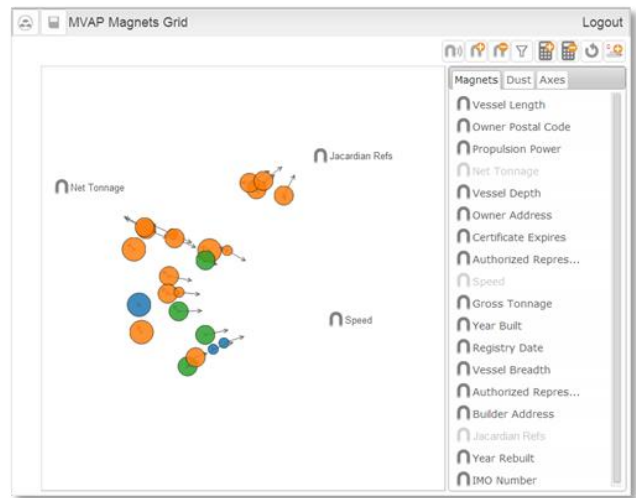 MVAP Magnets Grid
Logout
Magnets Dust Axes
Vessel Length
Owner Postal Code
Propulsion Power
Net Tonnage
Vessel Depth
Owner Address
Certificate Expires
Authorized Repres...
Speed
Gross Tonnage
Year Built
Registry Date
Vessel Breadth
Authorized Repres...
Builder Address
Jacardian Refs
Year Rebuilt
IMO Number
Jacardian Refs
Net Tonnage
Speed